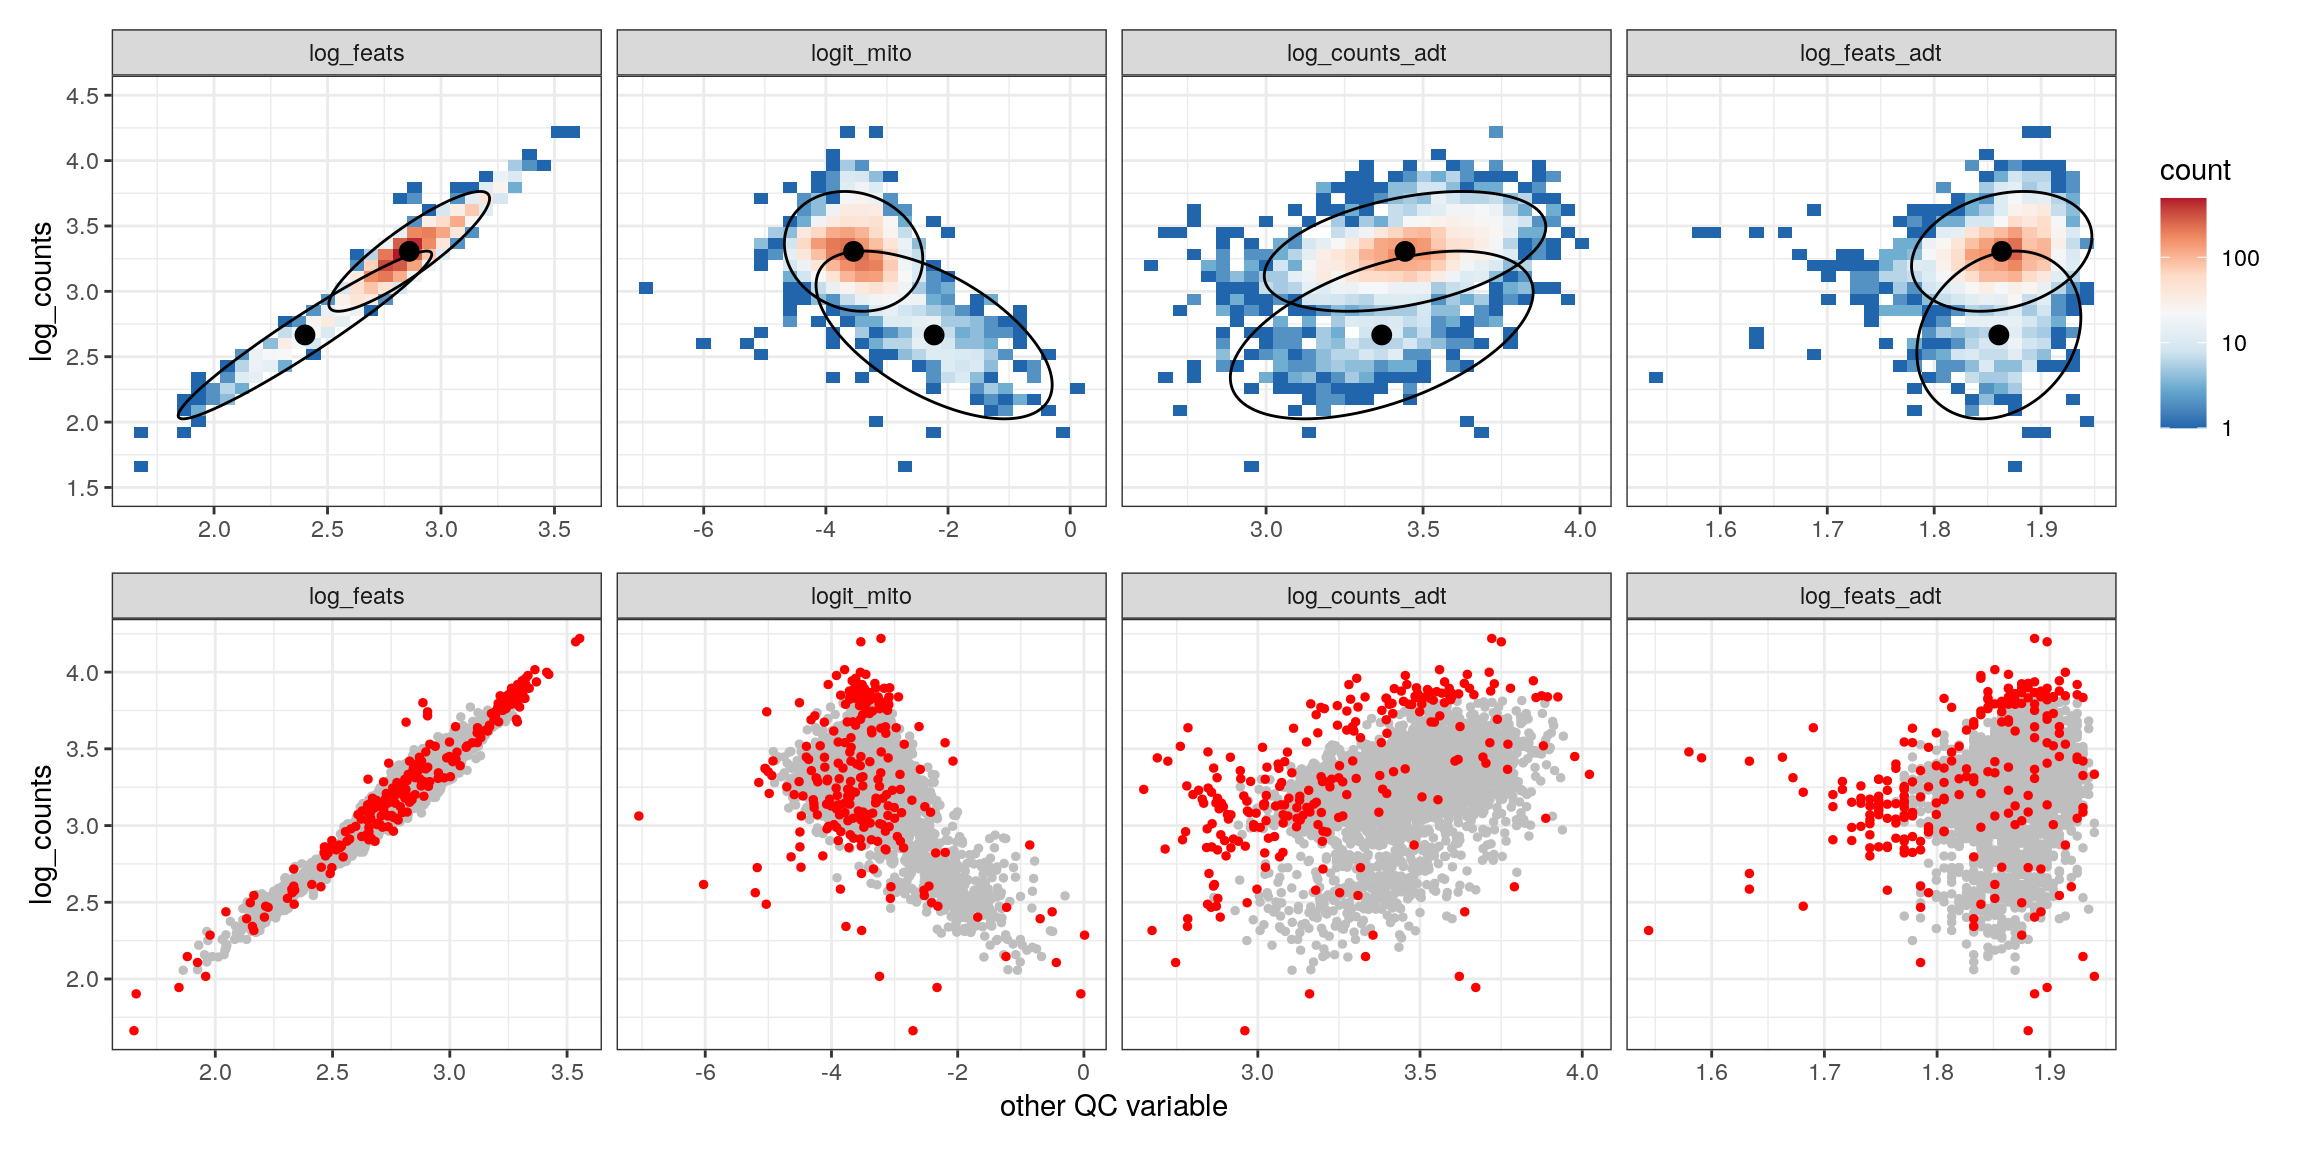 log_feats logit_mito log_counts_adt log_feats_adt
4.5
4.0
3.5
3.0
2.5
2.0
1.5
log_counts
count
100
10
1
2.0 2.5 3.0 3.5 -6 -4 -2 0 3.0 3.5 4.0 1.6 1.7 1.8 1.9
log_feats logit_mito log_counts_adt log_feats_adt
4.0
3.5
3.0
2.5
2.0
log_counts
2.0 2.5 3.0 3.5 -6 -4 -2 0 3.0 3.5 4.0 1.6 1.7 1.8 1.9
other QC variable